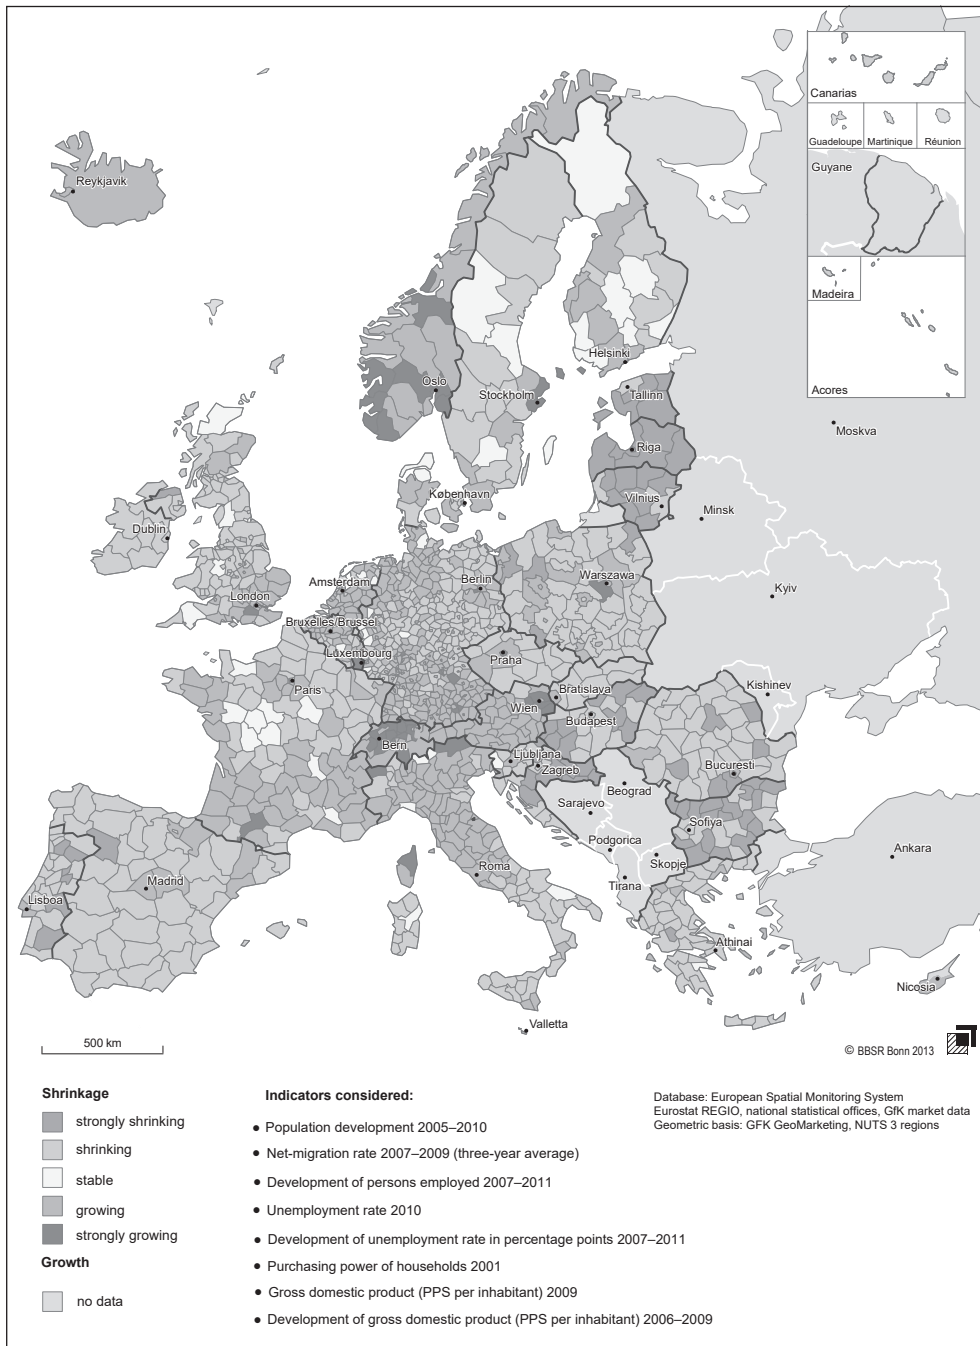 Canarias
Guadeloupe
Martinique
Réunion
Guyane
Madeira
Acores
Reykjavik
Helsinki
Oslo
Stockholm
Tallinn
Moskva
Riga
København
Vilnius
Minsk
Dublin
Amsterdam
Berlin
Warszawa
Kyiv
London
Bruxelles/Brussel
Luxembourg
Praha
Paris
Kishinev
Bratislava
Wien
Budapest
Bern
Ljubljana
Zagreb
Bucuresti
Beograd
Sarajevo
Sofiya
Podgorica
Skopje
Ankara
Roma
Tirana
Madrid
Lisboa
Athinai
Nicosia
Valletta
500 km
© BBSR Bonn 2013
Shrinkage
strongly shrinking
shrinking
stable
growing
strongly growing
Growth
no data
Indicators considered:
• Population development 2005–2010
• Net-migration rate 2007–2009 (three-year average)
• Development of persons employed 2007–2011
• Unemployment rate 2010
• Development of unemployment rate in percentage points 2007–2011
• Purchasing power of households 2001
• Gross domestic product (PPS per inhabitant) 2009
• Development of gross domestic product (PPS per inhabitant) 2006–2009
Database: European Spatial Monitoring System
Eurostat REGIO, national statistical offices, GfK market data
Geometric basis: GFK GeoMarketing, NUTS 3 regions